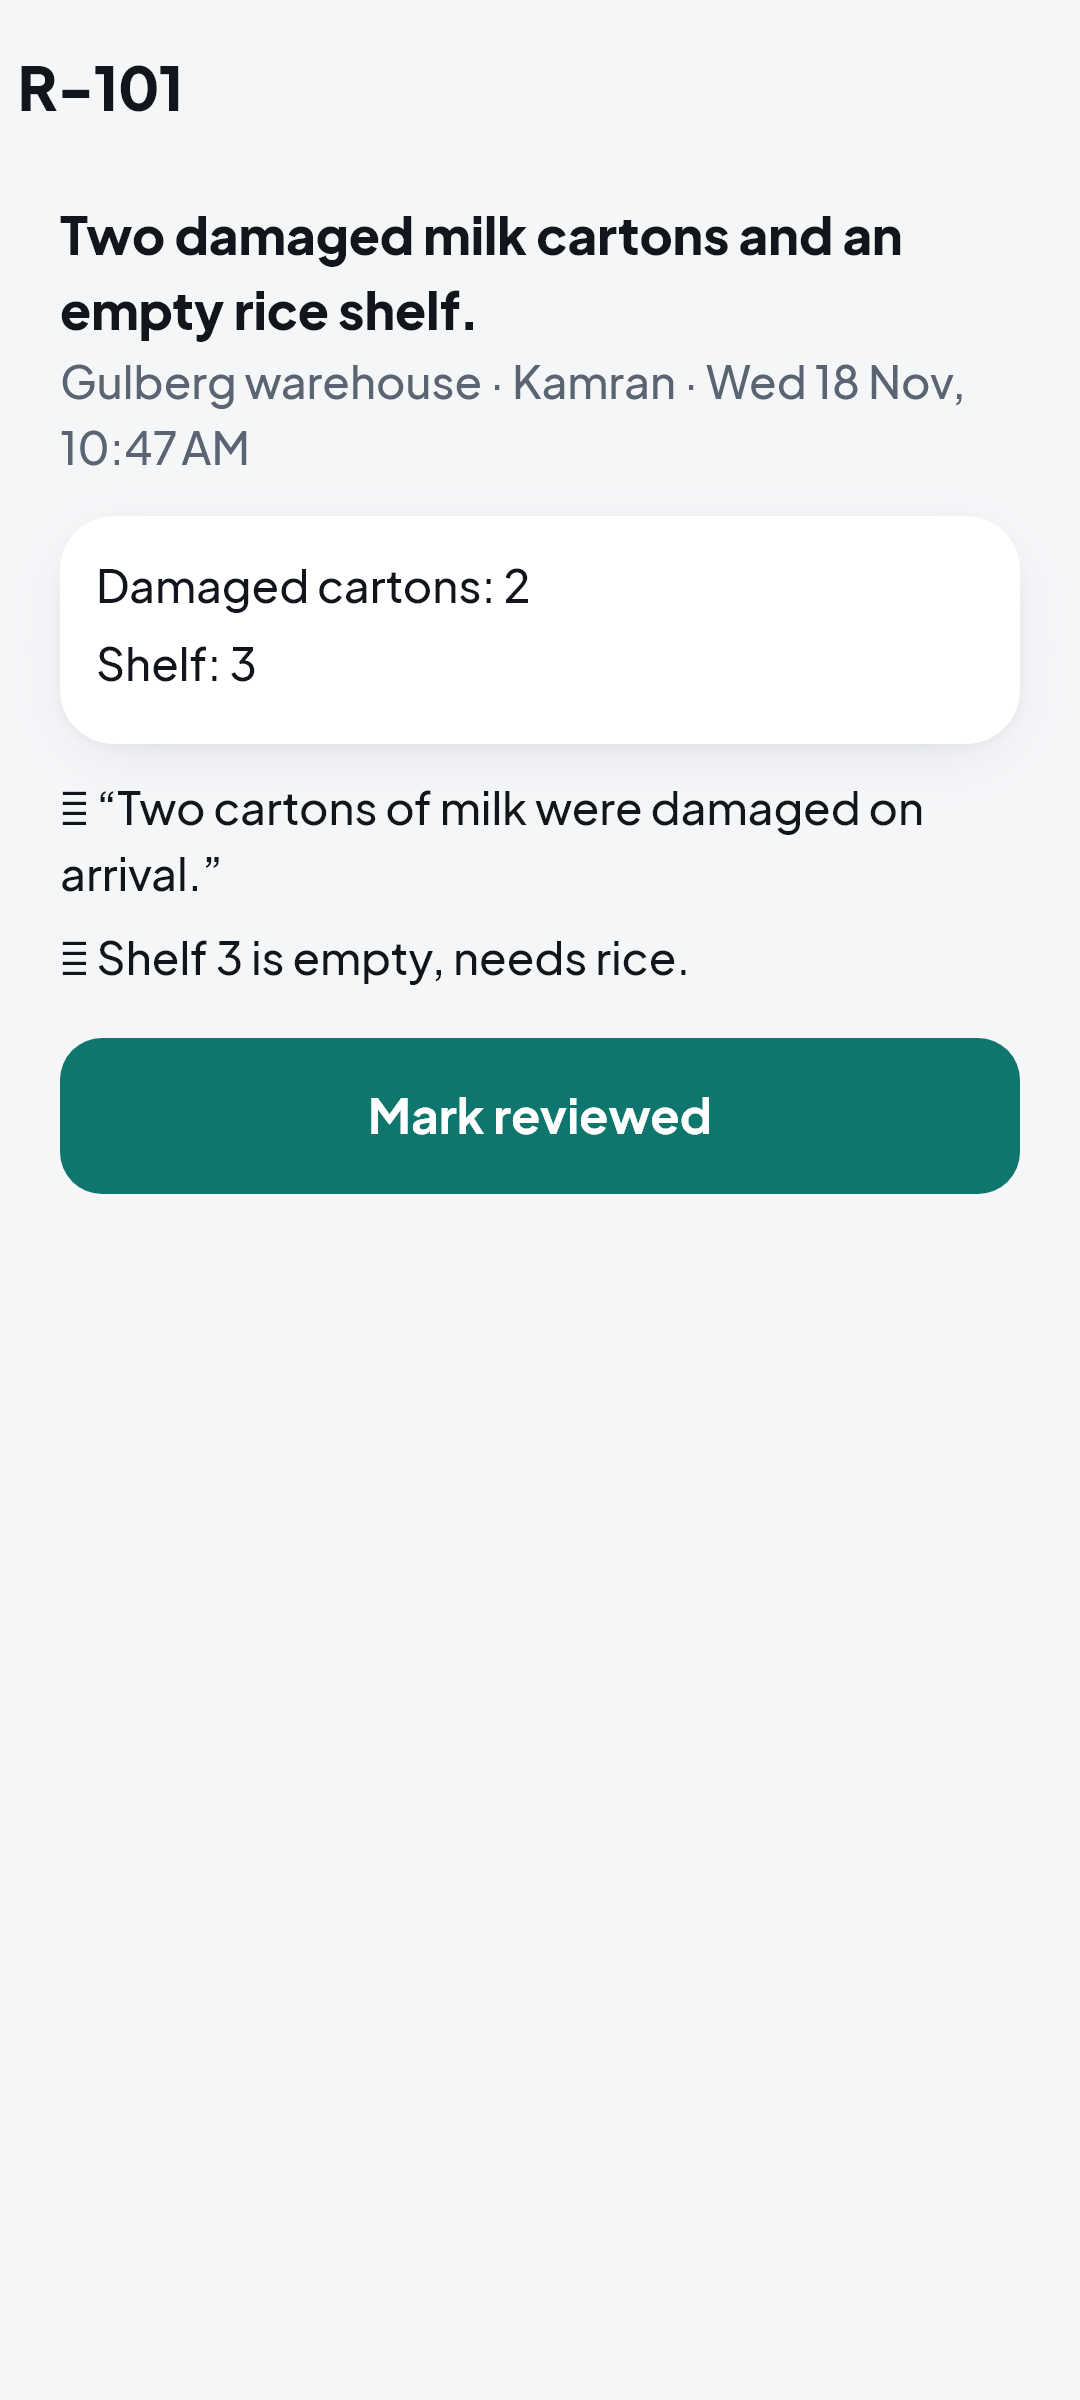 R-101
Two damaged milk cartons and an
empty rice shelf.
Gulberg warehouse · Kamran · Wed 18 Nov,
10:47 AM
Damaged cartons: 2
Shelf: 3
“Two cartons of milk were damaged on
arrival.”
Shelf 3 is empty, needs rice.
Mark reviewed